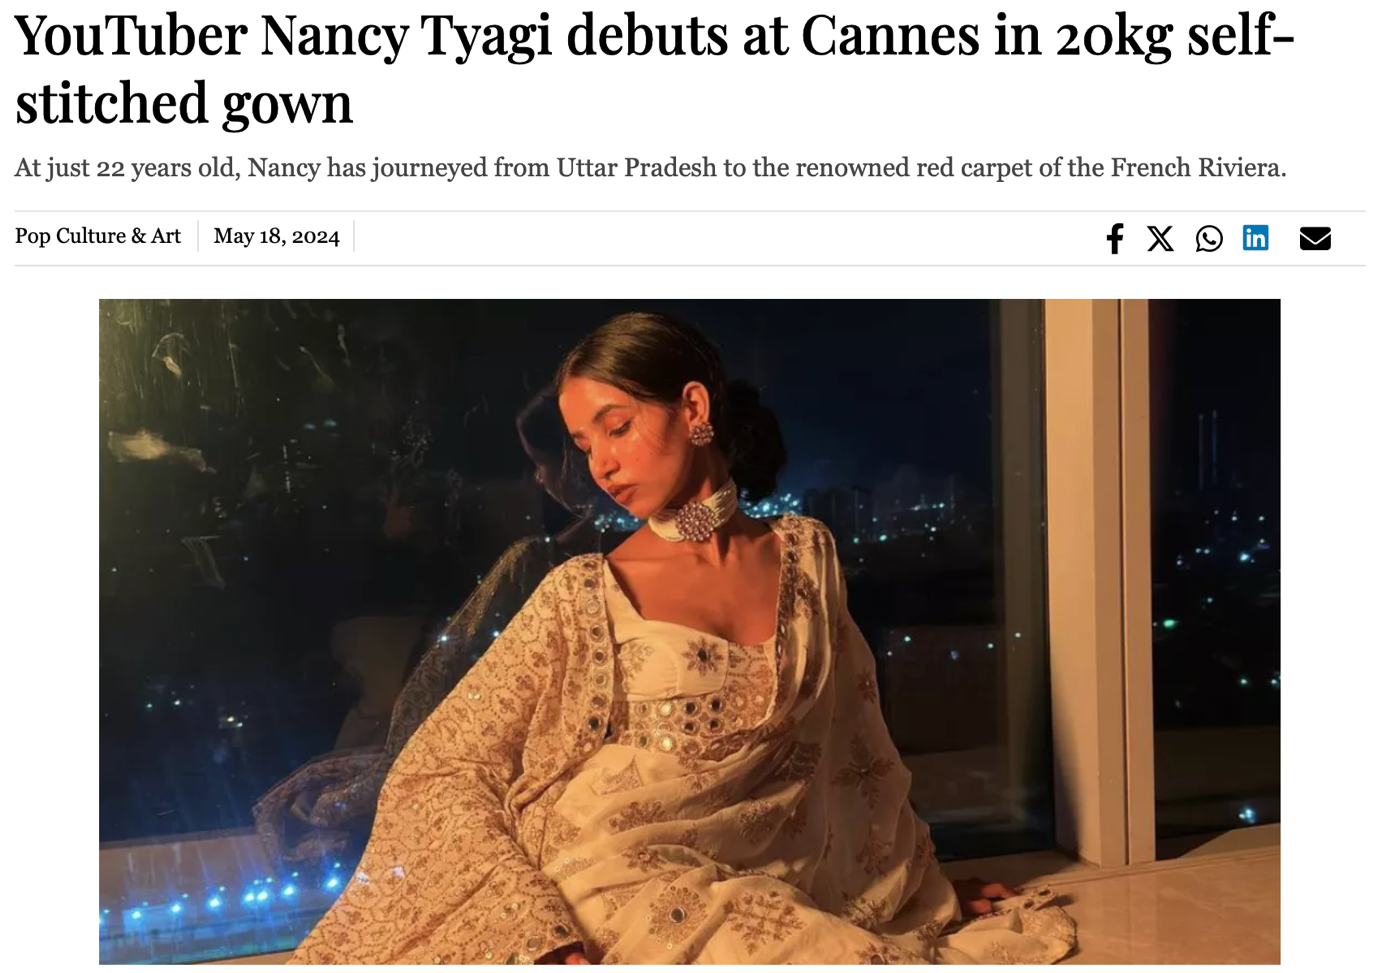 YouTuber Nancy Tyagi debuts at Cannes in 20kg self-
stitched gown
At just 22 years old, Nancy has journeyed from Uttar Pradesh to the renowned red carpet of the French Riviera.
Pop Culture & Art May 18, 2024